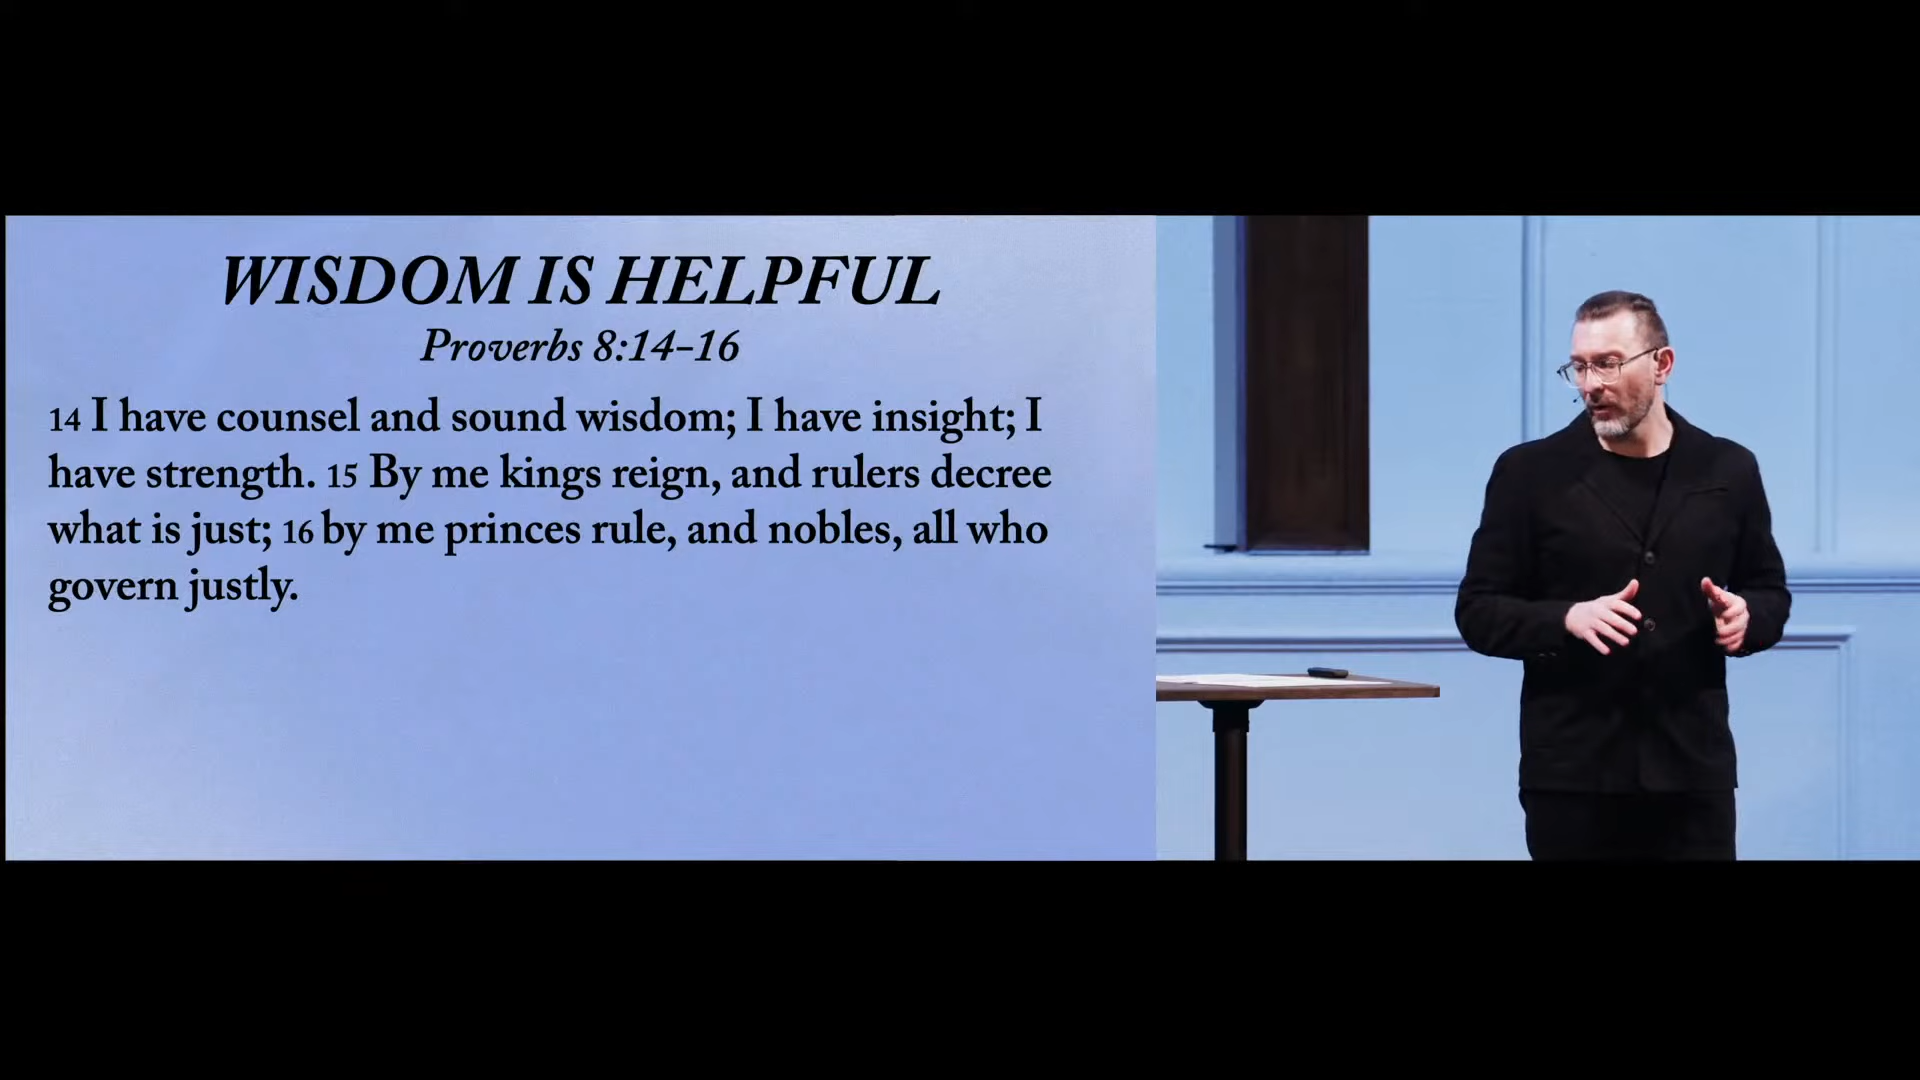 WISDOM IS HELPFUL
Proverbs 8:14-16
14 I have counsel and sound wisdom; I have insight; I
have strength. 15 By me kings reign, and rulers decree
what is just; 16 by me princes rule, and nobles, all who
govern justly.